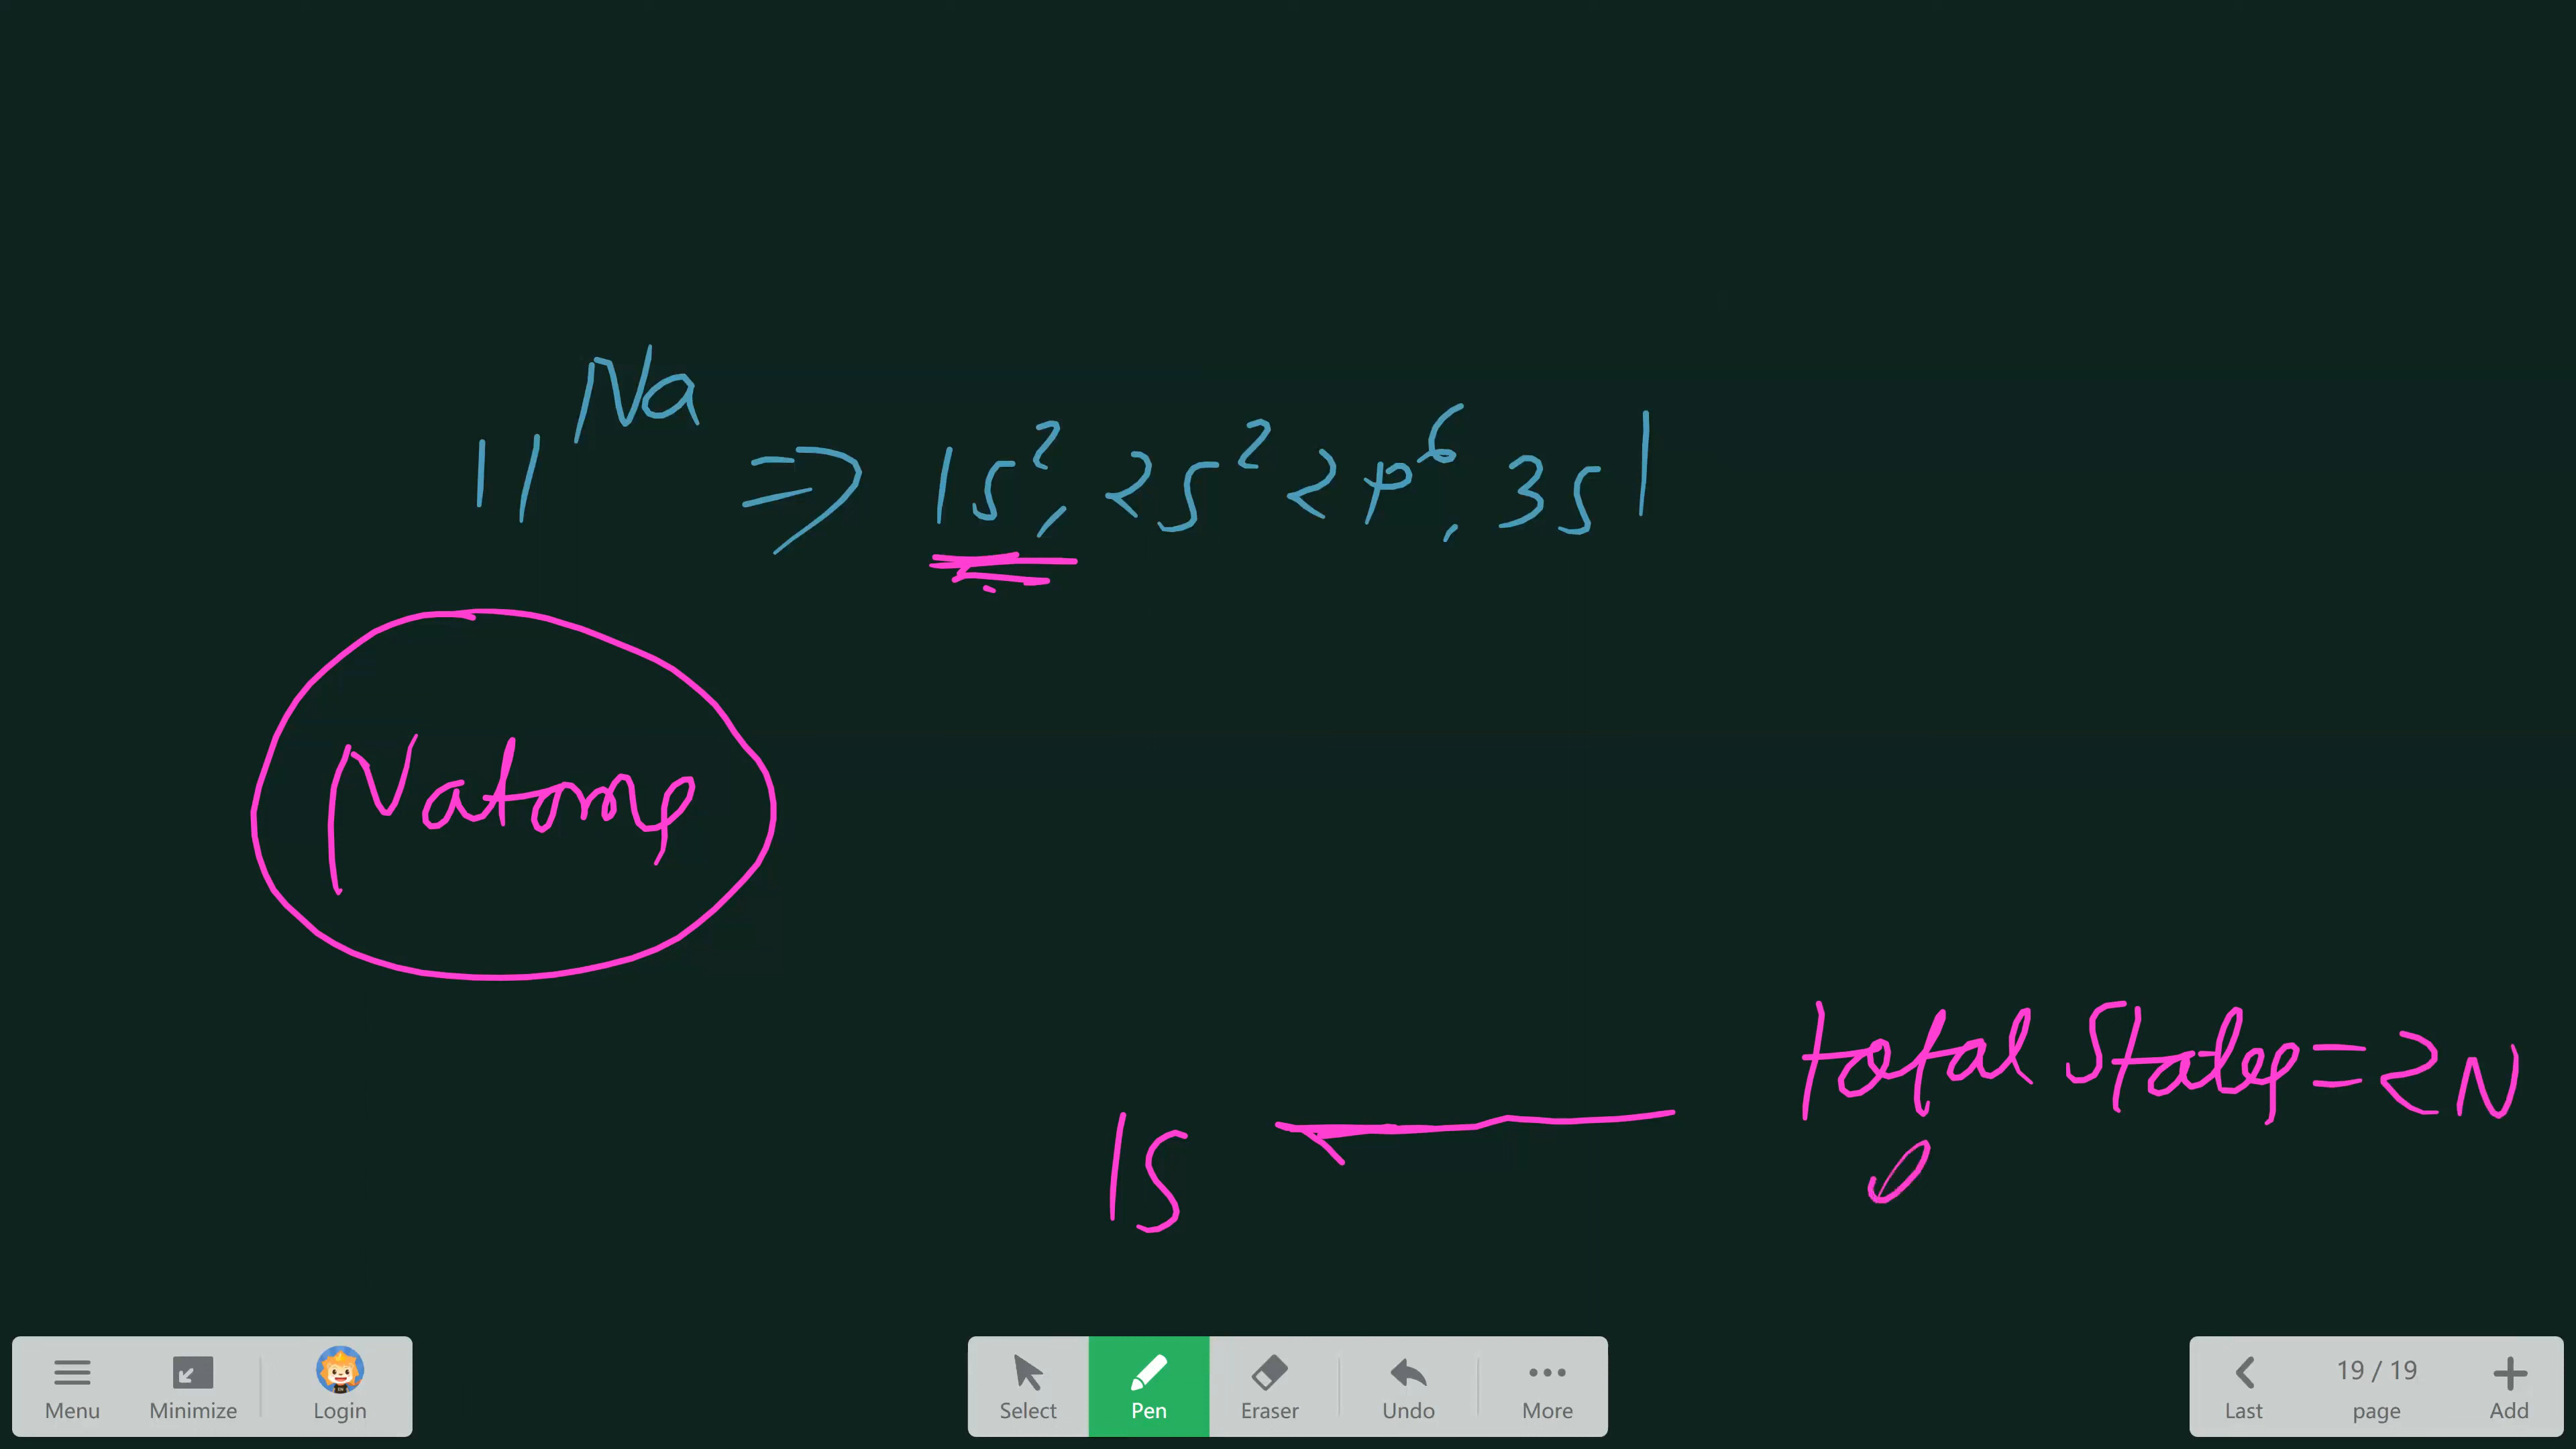 11 Na ⇒ 1s², 2s² 2p⁶, 3s1
N atoms
total states = 2N
1s
Menu Minimize Login Select Pen Eraser Undo More Last 19 / 19 page Add